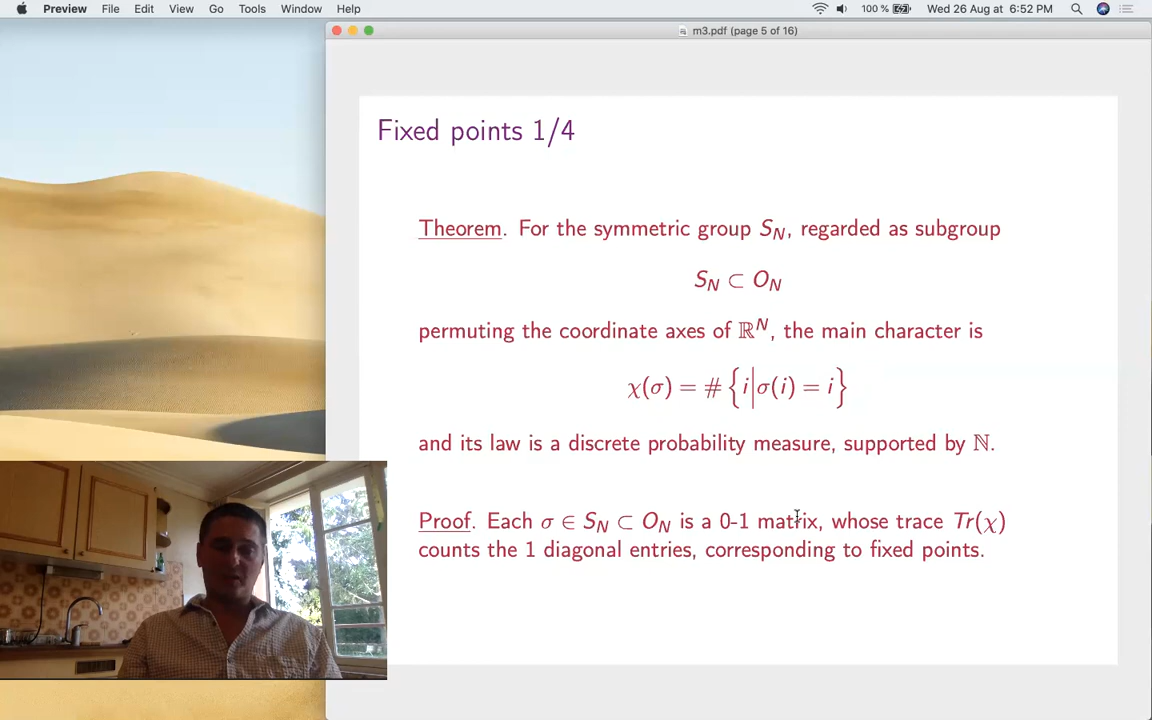 Preview File Edit View Go Tools Window Help 100 % Wed 26 Aug at 6:52 PM
m3.pdf (page 5 of 16)
Fixed points 1/4
Theorem. For the symmetric group S_N, regarded as subgroup
S_N ⊂ O_N
permuting the coordinate axes of ℝ^N, the main character is
χ(σ) = # {i|σ(i) = i}
and its law is a discrete probability measure, supported by ℕ.
Proof. Each σ ∈ S_N ⊂ O_N is a 0-1 matrix, whose trace Tr(χ)
counts the 1 diagonal entries, corresponding to fixed points.